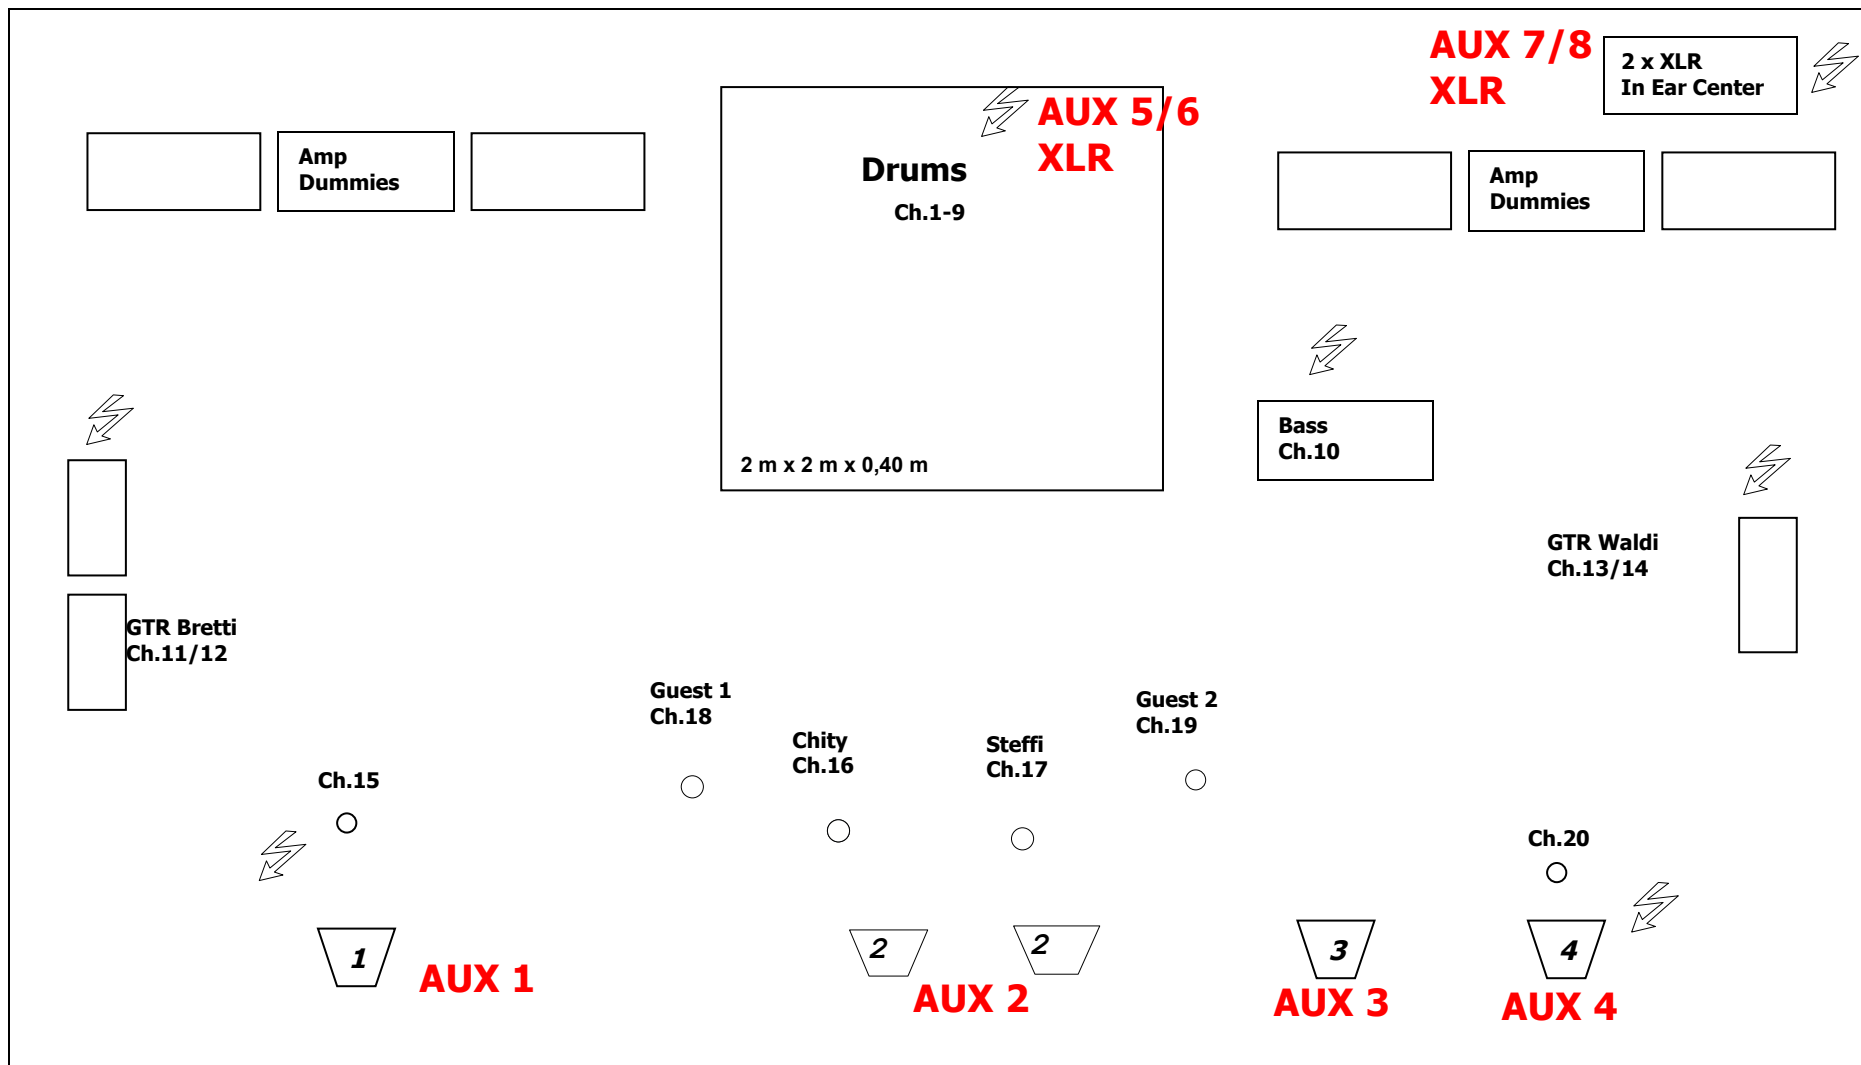 AUX 7/8
XLR
2 x XLR
In Ear Center
AUX 5/6
XLR
Amp
Dummies
Drums
Ch.1-9
Amp
Dummies
2 m x 2 m x 0,40 m
Bass
Ch.10
GTR Waldi
Ch.13/14
GTR Bretti
Ch.11/12
Guest 1
Ch.18
Guest 2
Ch.19
Chity
Ch.16
Steffi
Ch.17
Ch.15
Ch.20
1
2
2
3
4
AUX 1
AUX 2
AUX 3
AUX 4